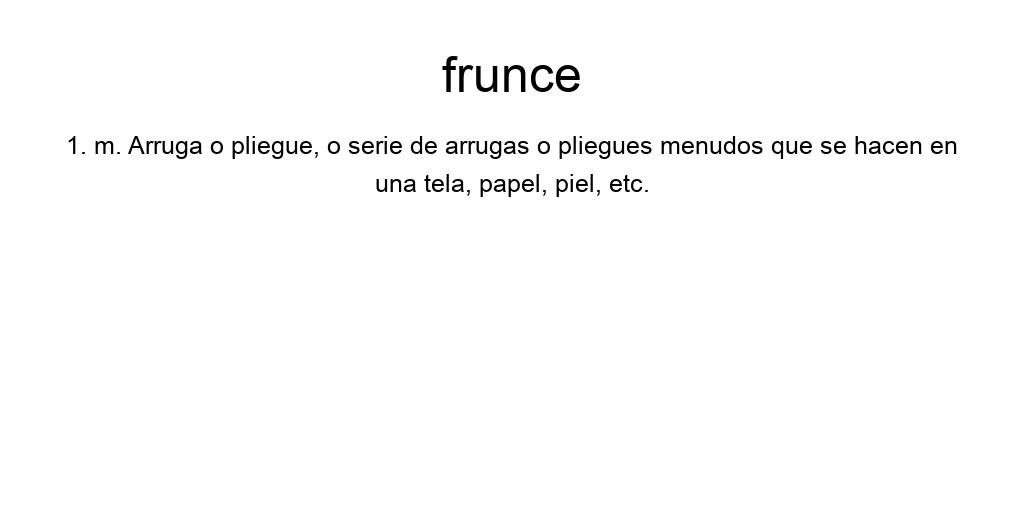 frunce
1. m. Arruga o pliegue, o serie de arrugas o pliegues menudos que se hacen en
una tela, papel, piel, etc.